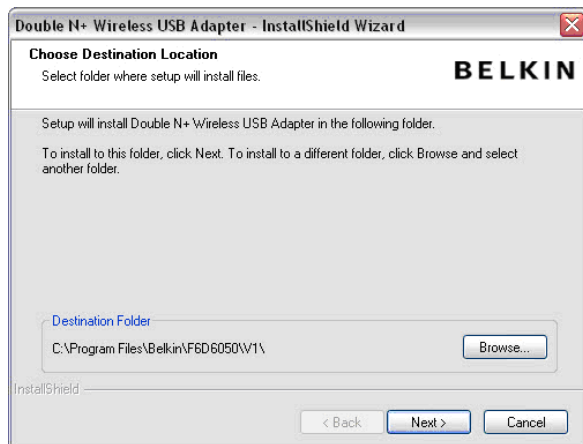 Double N+ Wireless USB Adapter - InstallShield Wizard
Choose Destination Location
Select folder where setup will install files.
BELKIN
Setup will install Double N+ Wireless USB Adapter in the following folder.
To install to this folder, click Next. To install to a different folder, click Browse and select
another folder.
Destination Folder
C:\Program Files\Belkin\F6D6050\V1\
Browse...
InstallShield
< Back
Next >
Cancel